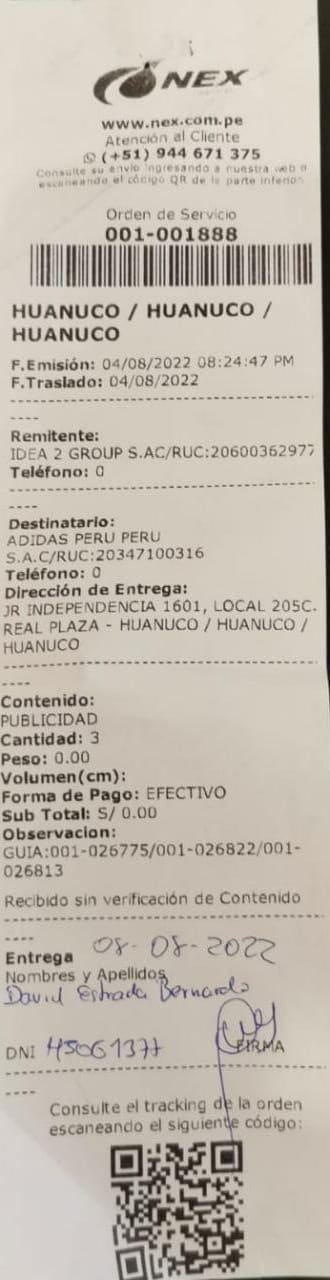 NEX
www.nex.com.pe
Atención al Cliente
(+51) 944 671 375
Consulte su envío ingresando a nuestra web o
escaneando el código QR de la parte inferior.
Orden de Servicio
001-001888
HUANUCO / HUANUCO /
HUANUCO
F.Emisión: 04/08/2022 08:24:47 PM
F.Traslado: 04/08/2022
----
Remitente:
IDEA 2 GROUP S.AC/RUC:20600362977
Teléfono: 0
----
Destinatario:
ADIDAS PERU PERU
S.A.C/RUC:20347100316
Teléfono: 0
Dirección de Entrega:
JR INDEPENDENCIA 1601, LOCAL 205C.
REAL PLAZA - HUANUCO / HUANUCO /
HUANUCO
----
Contenido:
PUBLICIDAD
Cantidad: 3
Peso: 0.00
Volumen(cm):
Forma de Pago: EFECTIVO
Sub Total: S/ 0.00
Observacion:
GUIA:001-026775/001-026822/001-
026813
Recibido sin verificación de Contenido
----
Entrega 08-08-2022
Nombres y Apellidos
David Estrada Bernardo
DNI 45061377 FIRMA
----
Consulte el tracking de la orden
escaneando el siguiente código: